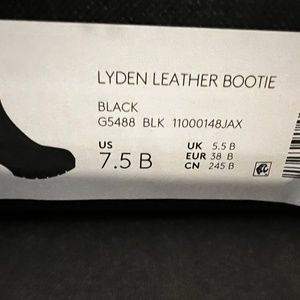 LYDEN LEATHER BOOTIE
BLACK
G5488 BLK 11000148JAX
US
7.5 B
UK 5.5 B
EUR 38 B
CN 245 B